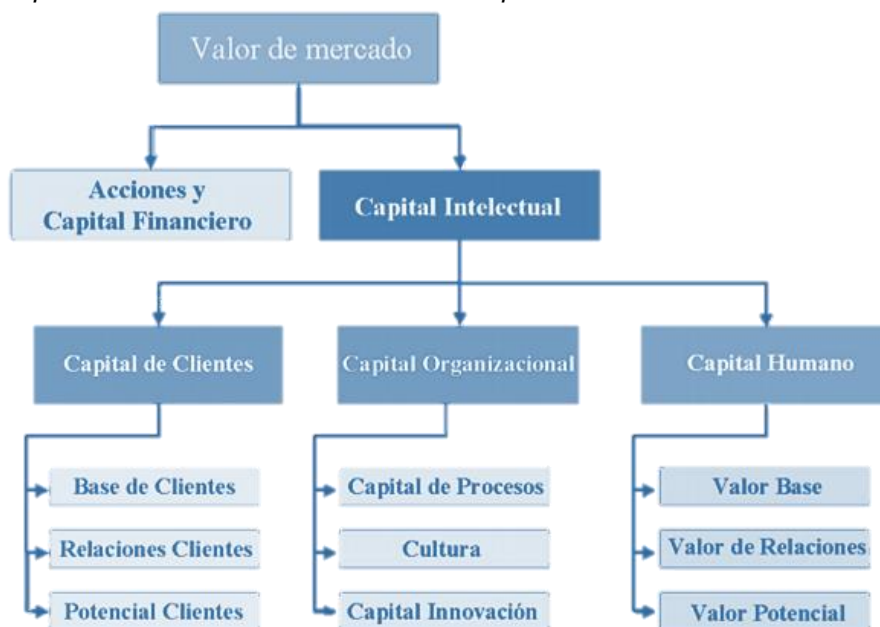 Valor de mercado
Acciones y
Capital Financiero
Capital Intelectual
Capital de Clientes
Capital Organizacional
Capital Humano
Base de Clientes
Capital de Procesos
Valor Base
Relaciones Clientes
Cultura
Valor de Relaciones
Potencial Clientes
Capital Innovación
Valor Potencial